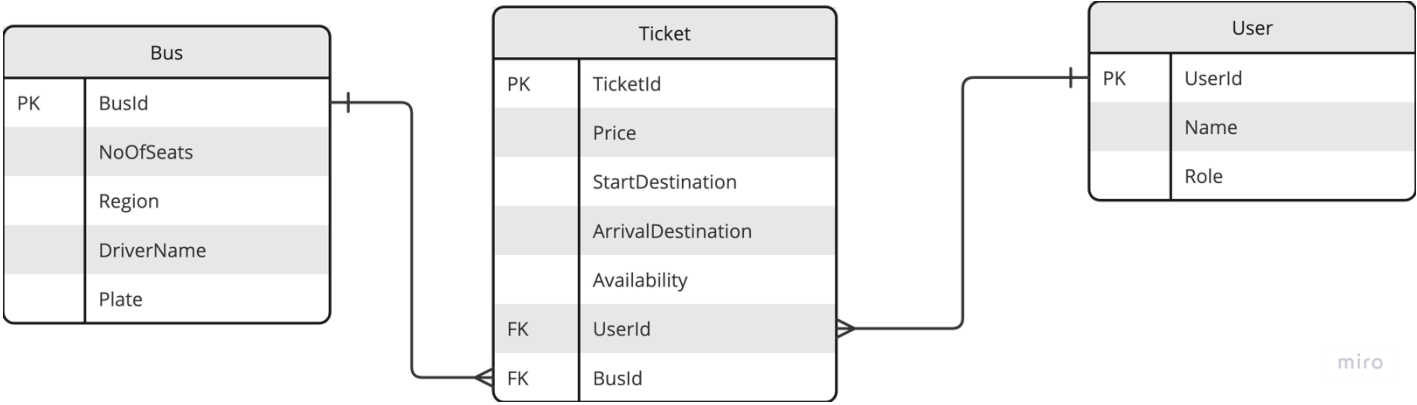 Bus
PK BusId
NoOfSeats
Region
DriverName
Plate
Ticket
PK TicketId
Price
StartDestination
ArrivalDestination
Availability
FK UserId
FK BusId
User
PK UserId
Name
Role
miro